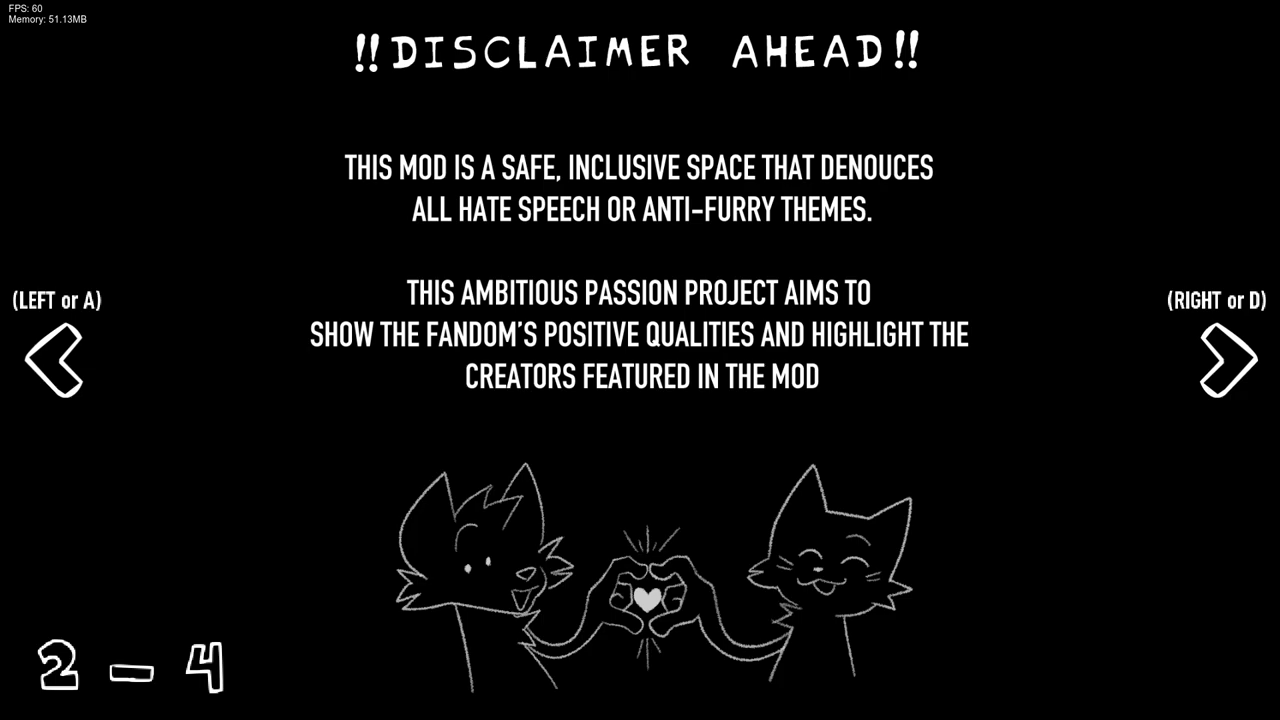 FPS: 60
Memory: 51.13MB
!!DISCLAIMER AHEAD!!
THIS MOD IS A SAFE, INCLUSIVE SPACE THAT DENOUCES
ALL HATE SPEECH OR ANTI-FURRY THEMES.
THIS AMBITIOUS PASSION PROJECT AIMS TO
SHOW THE FANDOM'S POSITIVE QUALITIES AND HIGHLIGHT THE
CREATORS FEATURED IN THE MOD
(LEFT or A)
(RIGHT or D)
2 - 4